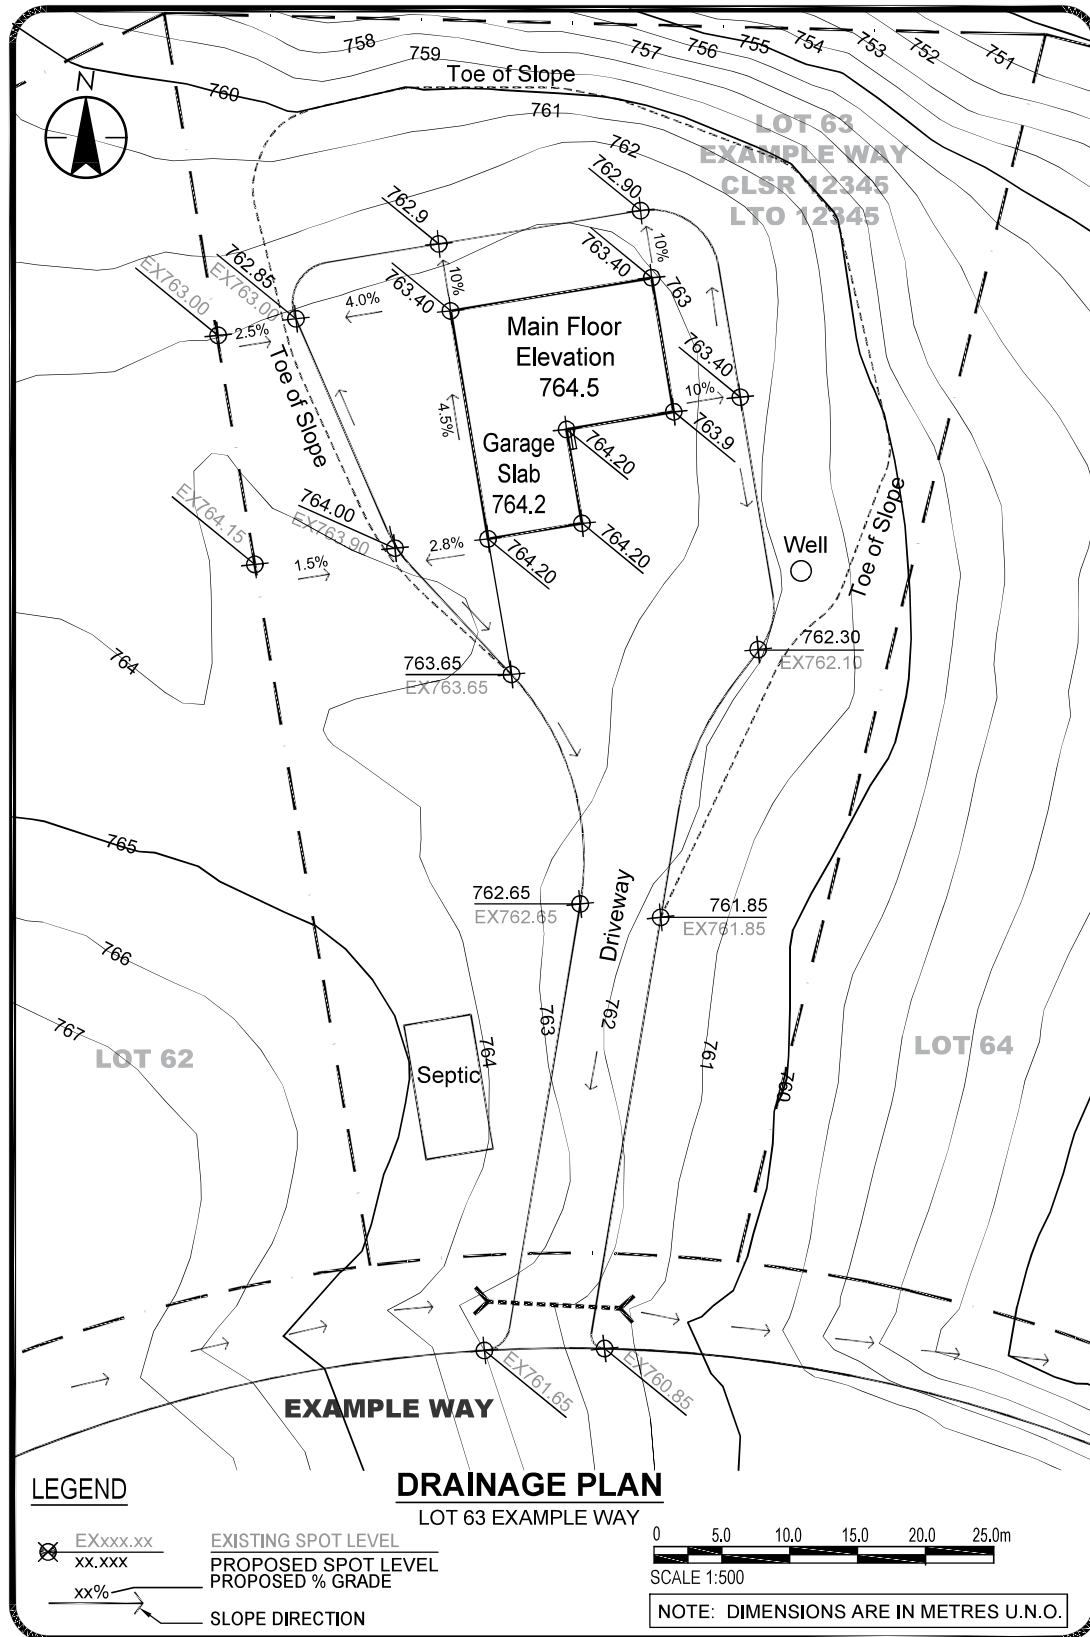 758
759
757
756
755
754
753
752
751
N
Toe of Slope
760
761
LOT 63
EXAMPLE WAY
CLSR 12345
LTO 12345
762
762.90
762.9
763.40
10%
763
762.85
EX763.00
EX763.00
763.40
10%
4.0%
2.5%
Main Floor
Elevation
764.5
763.40
10%
763.9
Toe of Slope
4.5%
Garage
Slab
764.2
764.20
EX764.15
764.00
EX763.90
2.8%
764.20
764.20
1.5%
Well
Toe of Slope
764
763.65
EX763.65
762.30
EX762.10
765
762.65
EX762.65
Driveway
761.85
EX761.85
766
767
LOT 62
763
762
764
761
760
LOT 64
Septic
EX761.65
EX760.85
EXAMPLE WAY
DRAINAGE PLAN
LOT 63 EXAMPLE WAY
LEGEND
EXxxx.xx EXISTING SPOT LEVEL
xx.xxx PROPOSED SPOT LEVEL
xx% PROPOSED % GRADE
SLOPE DIRECTION
0 5.0 10.0 15.0 20.0 25.0m
SCALE 1:500
NOTE: DIMENSIONS ARE IN METRES U.N.O.